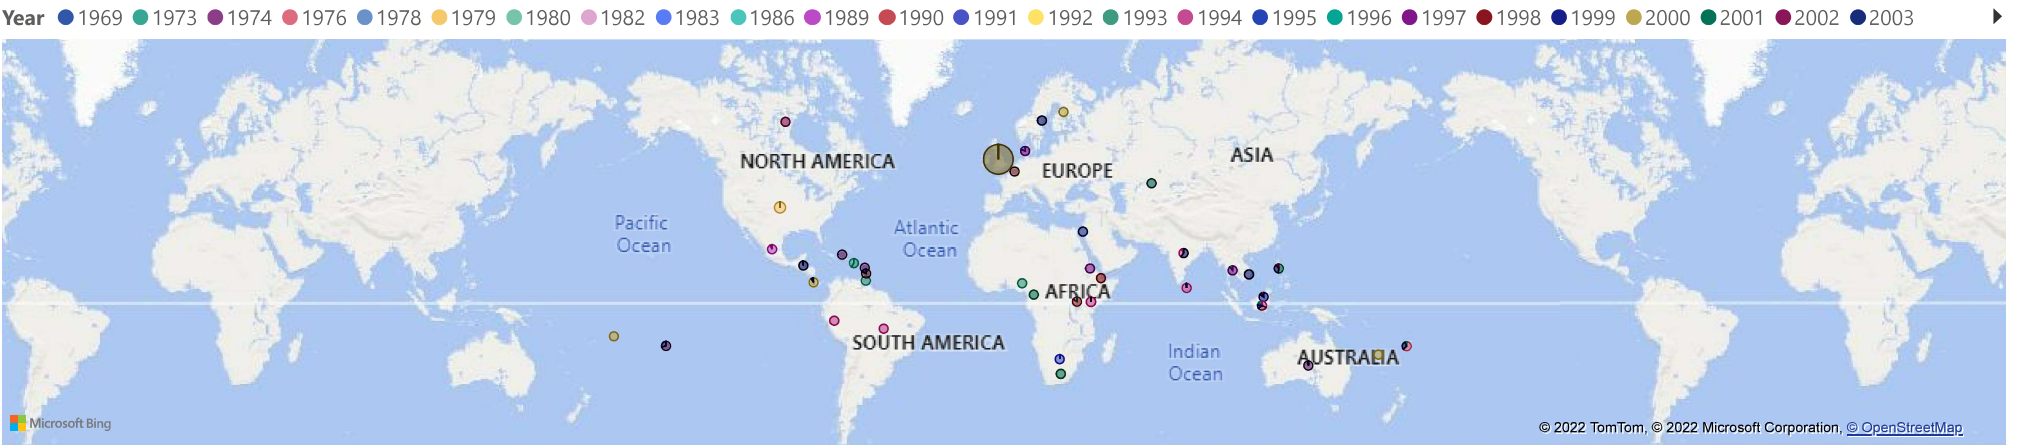 Year 1969 1973 1974 1976 1978 1979 1980 1982 1983 1986 1989 1990 1991 1992 1993 1994 1995 1996 1997 1998 1999 2000 2001 2002 2003
NORTH AMERICA
EUROPE
ASIA
Pacific
Ocean
Atlantic
Ocean
AFRICA
SOUTH AMERICA
Indian
Ocean
AUSTRALIA
Microsoft Bing
© 2022 TomTom, © 2022 Microsoft Corporation, © OpenStreetMap